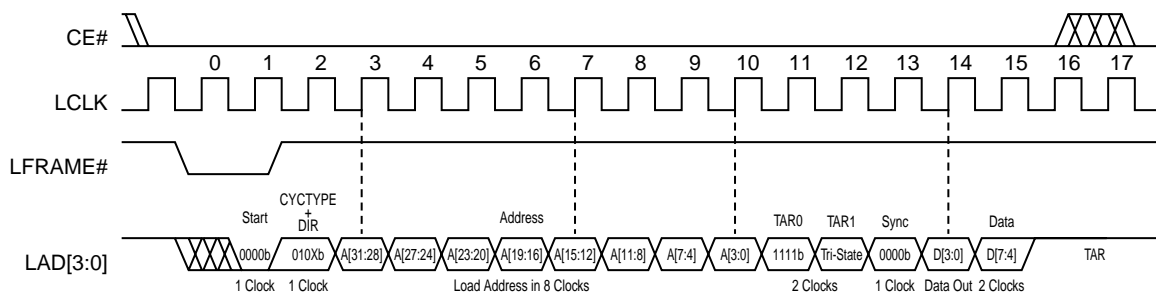 CE#
0 1 2 3 4 5 6 7 8 9 10 11 12 13 14 15 16 17
LCLK
LFRAME#
CYCTYPE
+
DIR
Start Address TAR0 TAR1 Sync Data
LAD[3:0] 0000b 010Xb A[31:28] A[27:24] A[23:20] A[19:16] A[15:12] A[11:8] A[7:4] A[3:0] 1111b Tri-State 0000b D[3:0] D[7:4] TAR
1 Clock 1 Clock Load Address in 8 Clocks 2 Clocks 1 Clock Data Out 2 Clocks